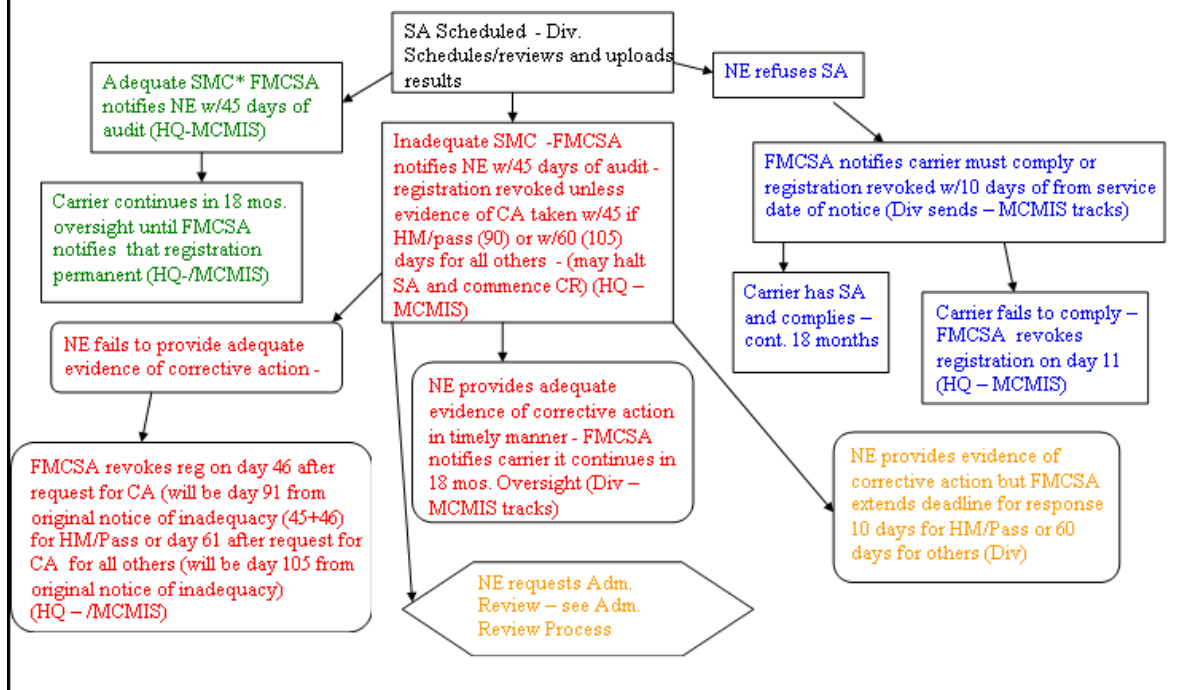 SA Scheduled - Div.
Schedules/reviews and uploads
results
Adequate SMC* FMCSA
notifies NE w/45 days of
audit (HQ-MCMIS)
NE refuses SA
Inadequate SMC -FMCSA
notifies NE w/45 days of audit -
registration revoked unless
evidence of CA taken w/45 if
HM/pass (90) or w/60 (105)
days for all others - (may halt
SA and commence CR) (HQ –
MCMIS)
FMCSA notifies carrier must comply or
registration revoked w/10 days of from service
date of notice (Div sends – MCMIS tracks)
Carrier continues in 18 mos.
oversight until FMCSA
notifies that registration
permanent (HQ-/MCMIS)
Carrier has SA
and complies –
cont. 18 months
Carrier fails to comply –
FMCSA revokes
registration on day 11
(HQ – MCMIS)
NE fails to provide adequate
evidence of corrective action -
NE provides adequate
evidence of corrective action
in timely manner - FMCSA
notifies carrier it continues in
18 mos. Oversight (Div –
MCMIS tracks)
FMCSA revokes reg on day 46 after
request for CA (will be day 91 from
original notice of inadequacy (45+46)
for HM/Pass or day 61 after request for
CA for all others (will be day 105 from
original notice of inadequacy)
(HQ – /MCMIS)
NE provides evidence of
corrective action but FMCSA
extends deadline for response
10 days for HM/Pass or 60
days for others (Div)
NE requests Adm.
Review – see Adm.
Review Process